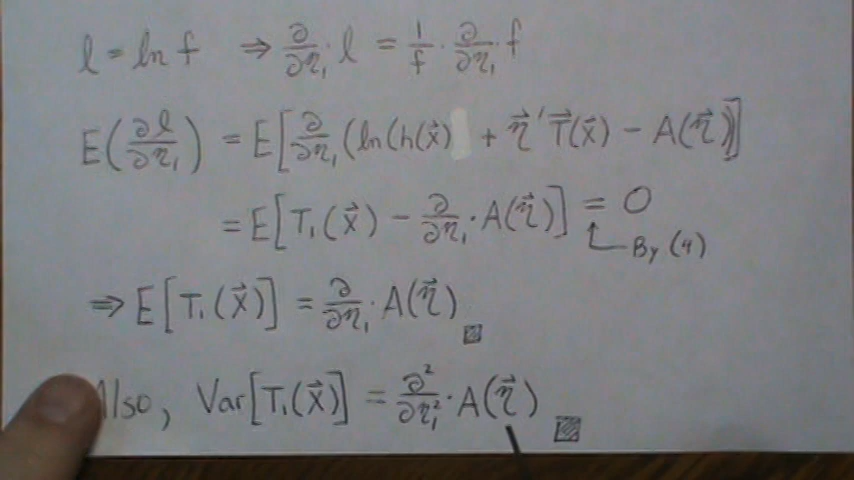 l = ln f ⇒ ∂/∂η₁ · l = 1/f · ∂/∂η₁ · f
E(∂l/∂η₁) = E[∂/∂η₁ (ln(h(x⃗) + η⃗'T⃗(x⃗) − A(η⃗))]
= E[T₁(x⃗) − ∂/∂η₁ · A(η⃗)] = 0
By (4)
⇒ E[T₁(x⃗)] = ∂/∂η₁ · A(η⃗)
Also, Var[T₁(x⃗)] = ∂²/∂η₁² · A(η⃗)